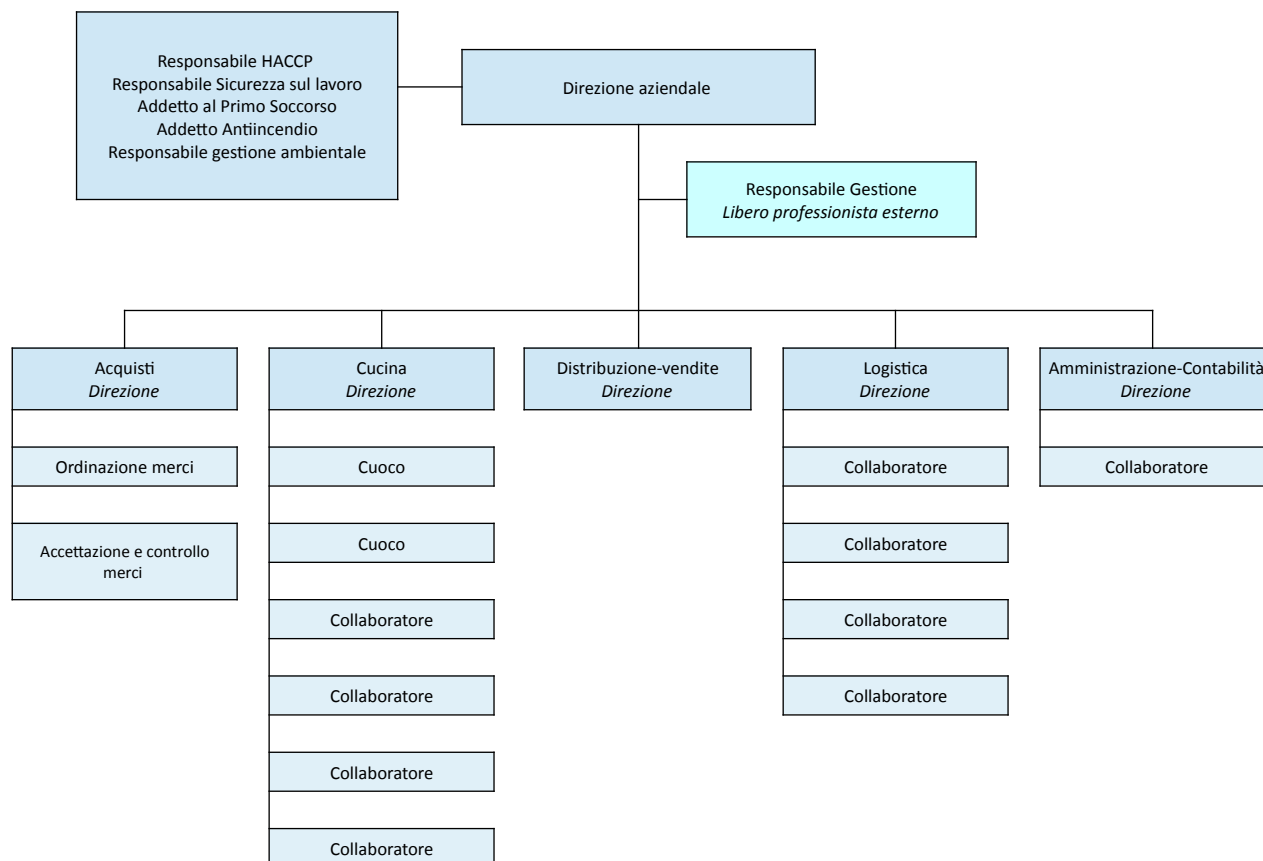 Responsabile HACCP
Responsabile Sicurezza sul lavoro
Addetto al Primo Soccorso
Addetto Antiincendio
Responsabile gestione ambientale
Direzione aziendale
Responsabile Gestione
Libero professionista esterno
Acquisti
Direzione
Ordinazione merci
Accettazione e controllo
merci
Cucina
Direzione
Cuoco
Cuoco
Collaboratore
Collaboratore
Collaboratore
Collaboratore
Distribuzione-vendite
Direzione
Logistica
Direzione
Collaboratore
Collaboratore
Collaboratore
Collaboratore
Amministrazione-Contabilità
Direzione
Collaboratore